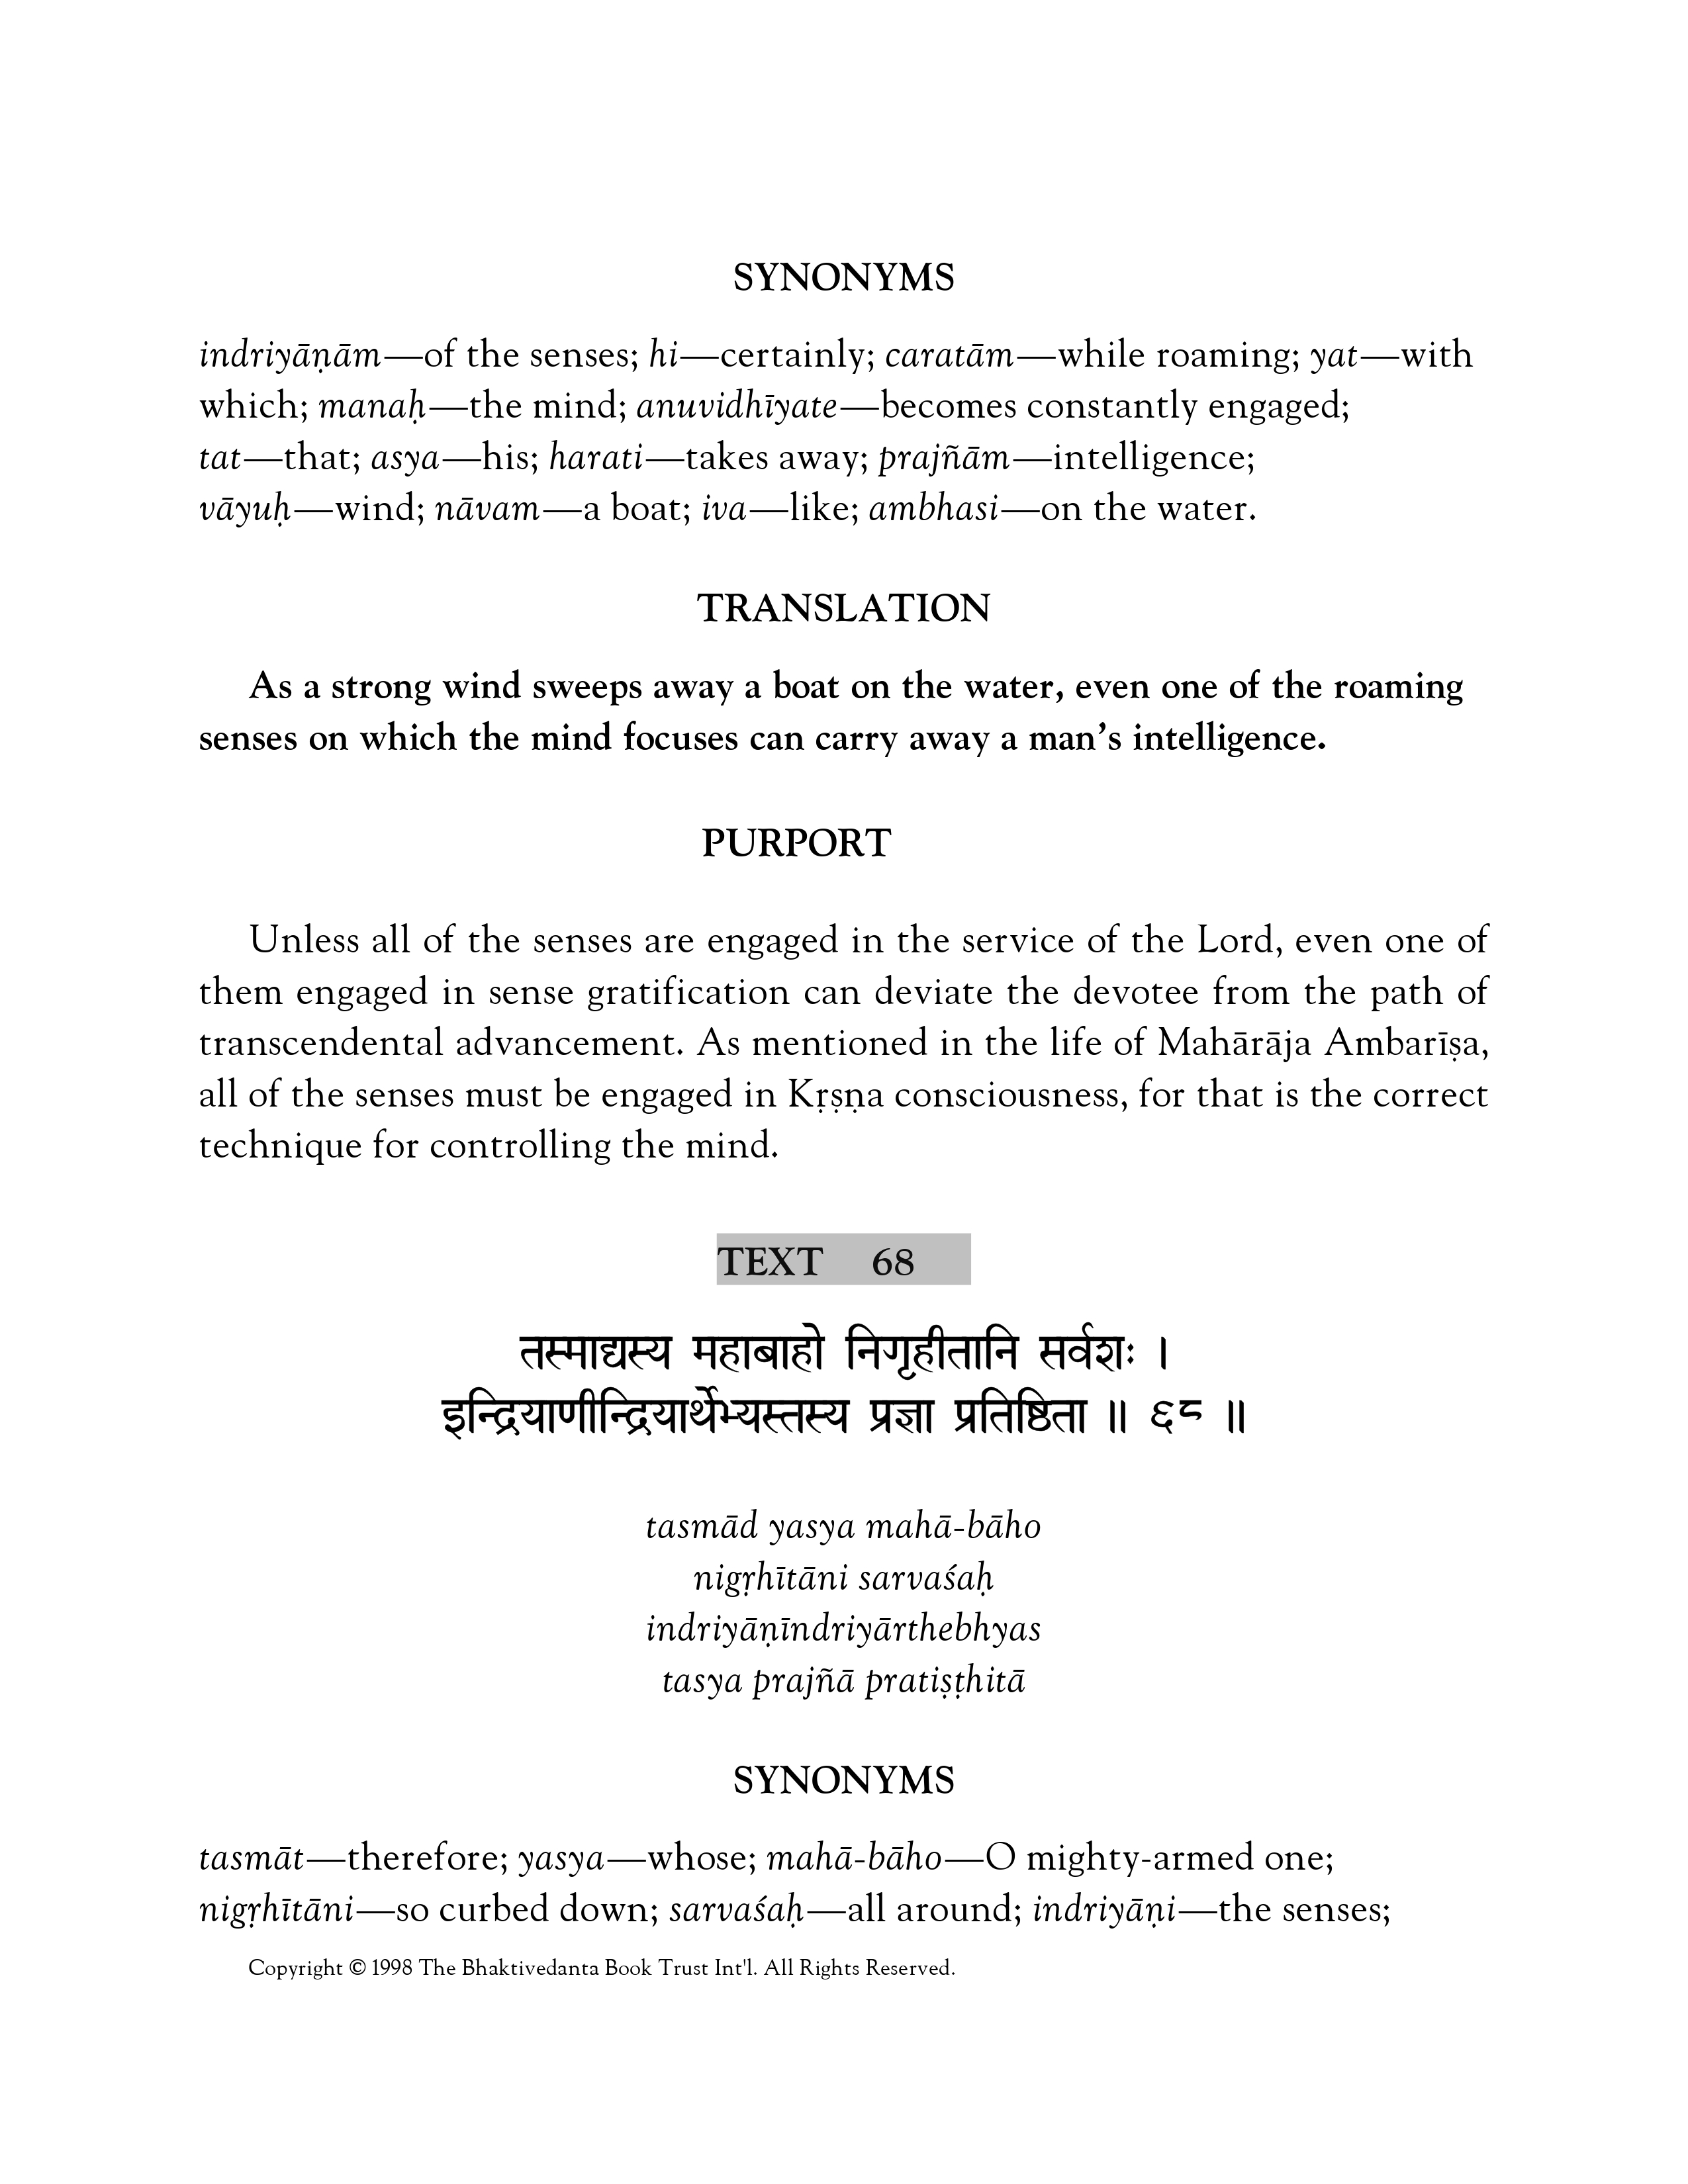 SYNONYMS
indriyāṇām—of the senses; hi—certainly; caratām—while roaming; yat—with
which; manaḥ—the mind; anuvidhīyate—becomes constantly engaged;
tat—that; asya—his; harati—takes away; prajñām—intelligence;
vāyuḥ—wind; nāvam—a boat; iva—like; ambhasi—on the water.
TRANSLATION
As a strong wind sweeps away a boat on the water, even one of the roaming
senses on which the mind focuses can carry away a man’s intelligence.
PURPORT
Unless all of the senses are engaged in the service of the Lord, even one of
them engaged in sense gratification can deviate the devotee from the path of
transcendental advancement. As mentioned in the life of Mahārāja Ambarīṣa,
all of the senses must be engaged in Kṛṣṇa consciousness, for that is the correct
technique for controlling the mind.
TEXT 68
तस्माद्यस्य महाबाहो निगृहीतानि सर्वशः ।
इन्द्रियाणीन्द्रियार्थेभ्यस्तस्य प्रज्ञा प्रतिष्ठिता ॥ ६८ ॥
tasmād yasya mahā-bāho
nigṛhītāni sarvaśaḥ
indriyāṇīndriyārthebhyas
tasya prajñā pratiṣṭhitā
SYNONYMS
tasmāt—therefore; yasya—whose; mahā-bāho—O mighty-armed one;
nigṛhītāni—so curbed down; sarvaśaḥ—all around; indriyāṇi—the senses;
Copyright © 1998 The Bhaktivedanta Book Trust Int'l. All Rights Reserved.